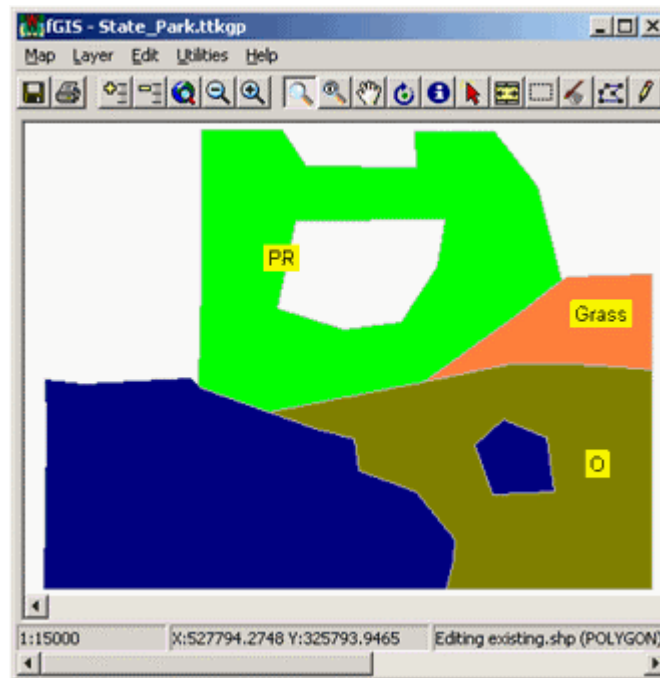 fGIS - State_Park.ttkgp
Map Layer Edit Utilities Help
PR
Grass
O
1:15000 X:527794.2748 Y:325793.9465 Editing existing.shp (POLYGON)